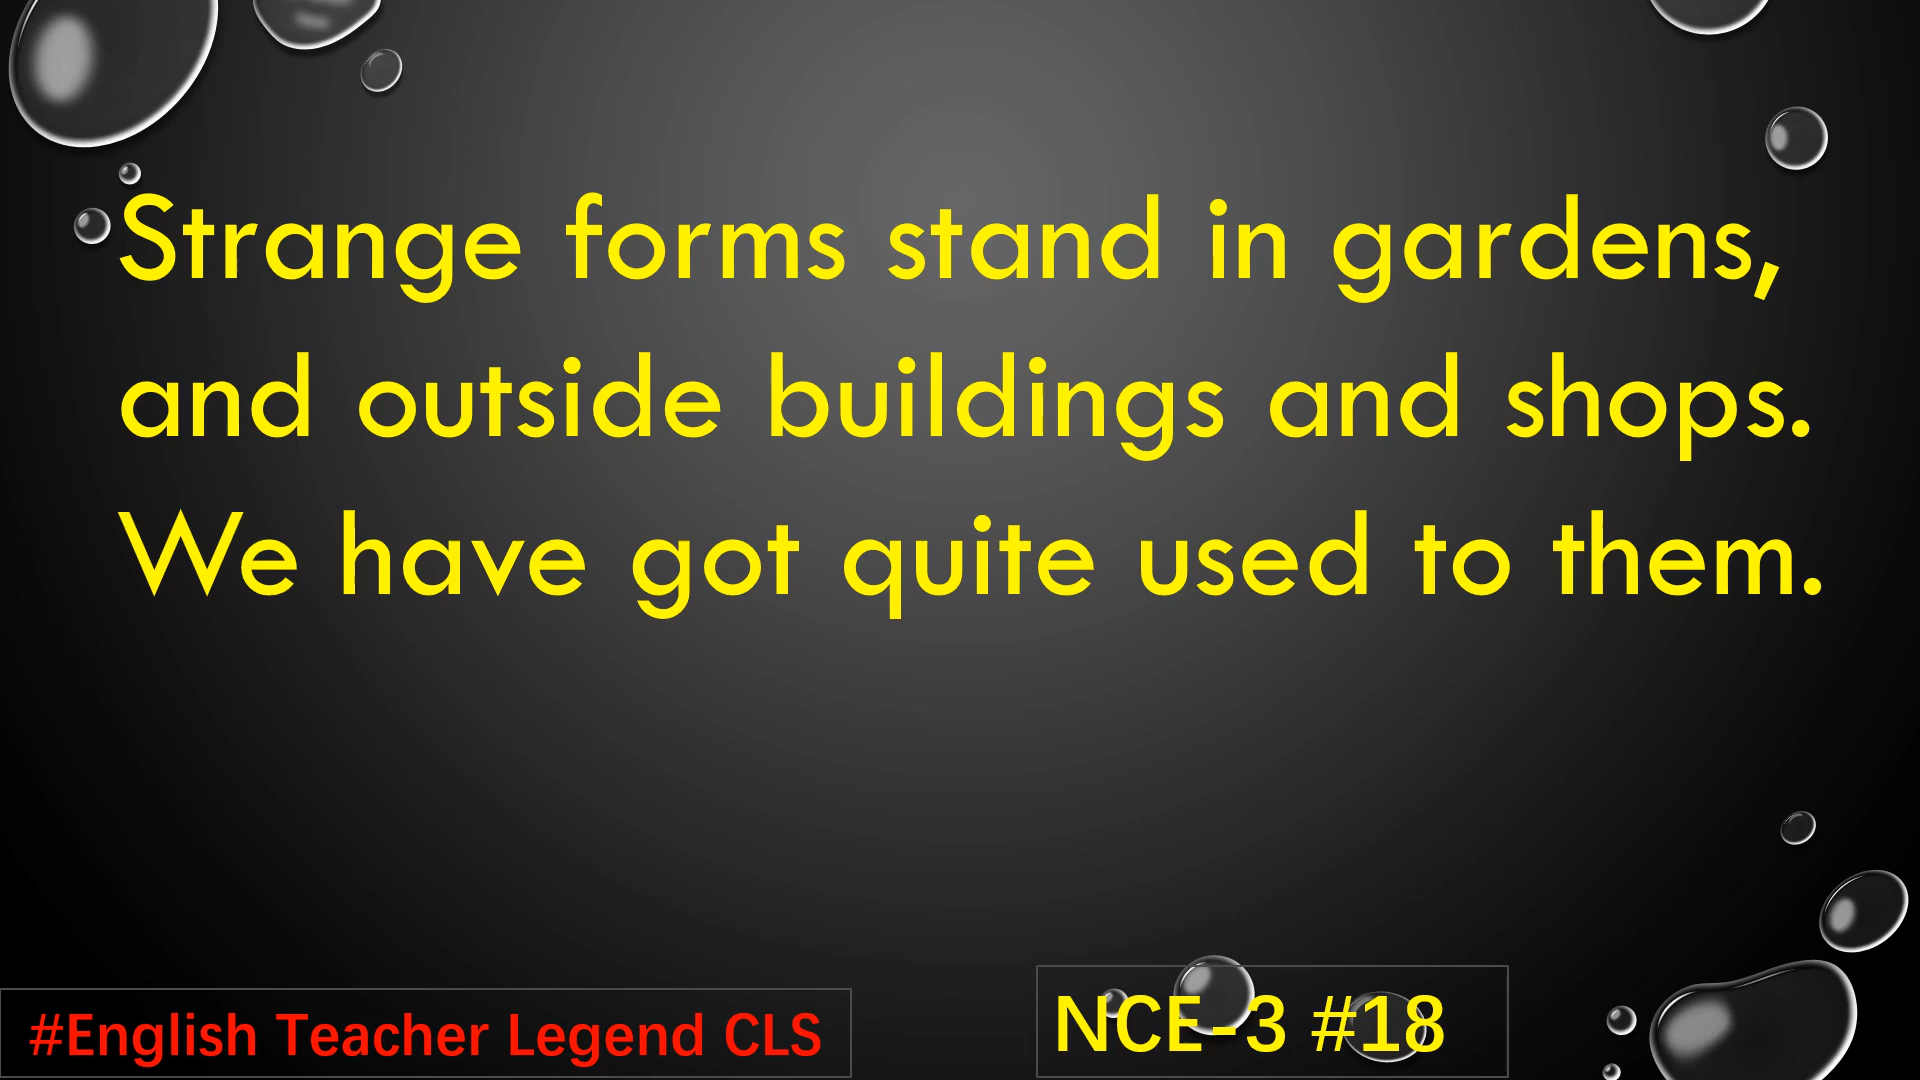 Strange forms stand in gardens,
and outside buildings and shops.
We have got quite used to them.
#English Teacher Legend CLS
NCE-3 #18